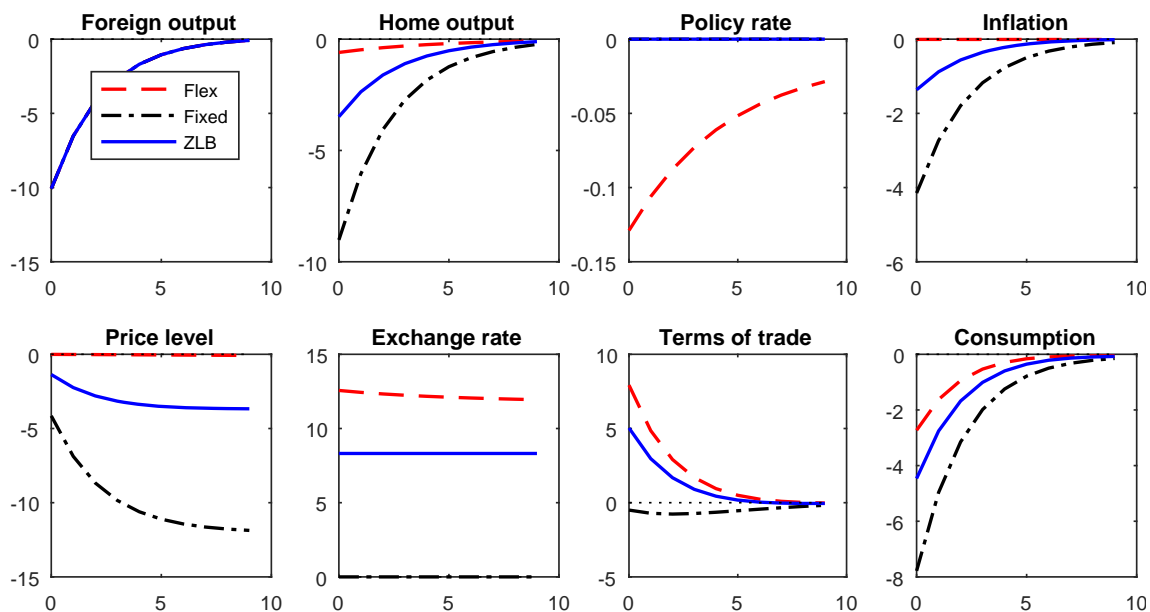 Foreign output
0
-5
-10
-15
0 5 10
Flex
Fixed
ZLB
Home output
0
-5
-10
0 5 10
Policy rate
0
-0.05
-0.1
-0.15
0 5 10
Inflation
0
-2
-4
-6
0 5 10
Price level
0
-5
-10
-15
0 5 10
Exchange rate
15
10
5
0
0 5 10
Terms of trade
10
5
0
-5
0 5 10
Consumption
0
-2
-4
-6
-8
0 5 10